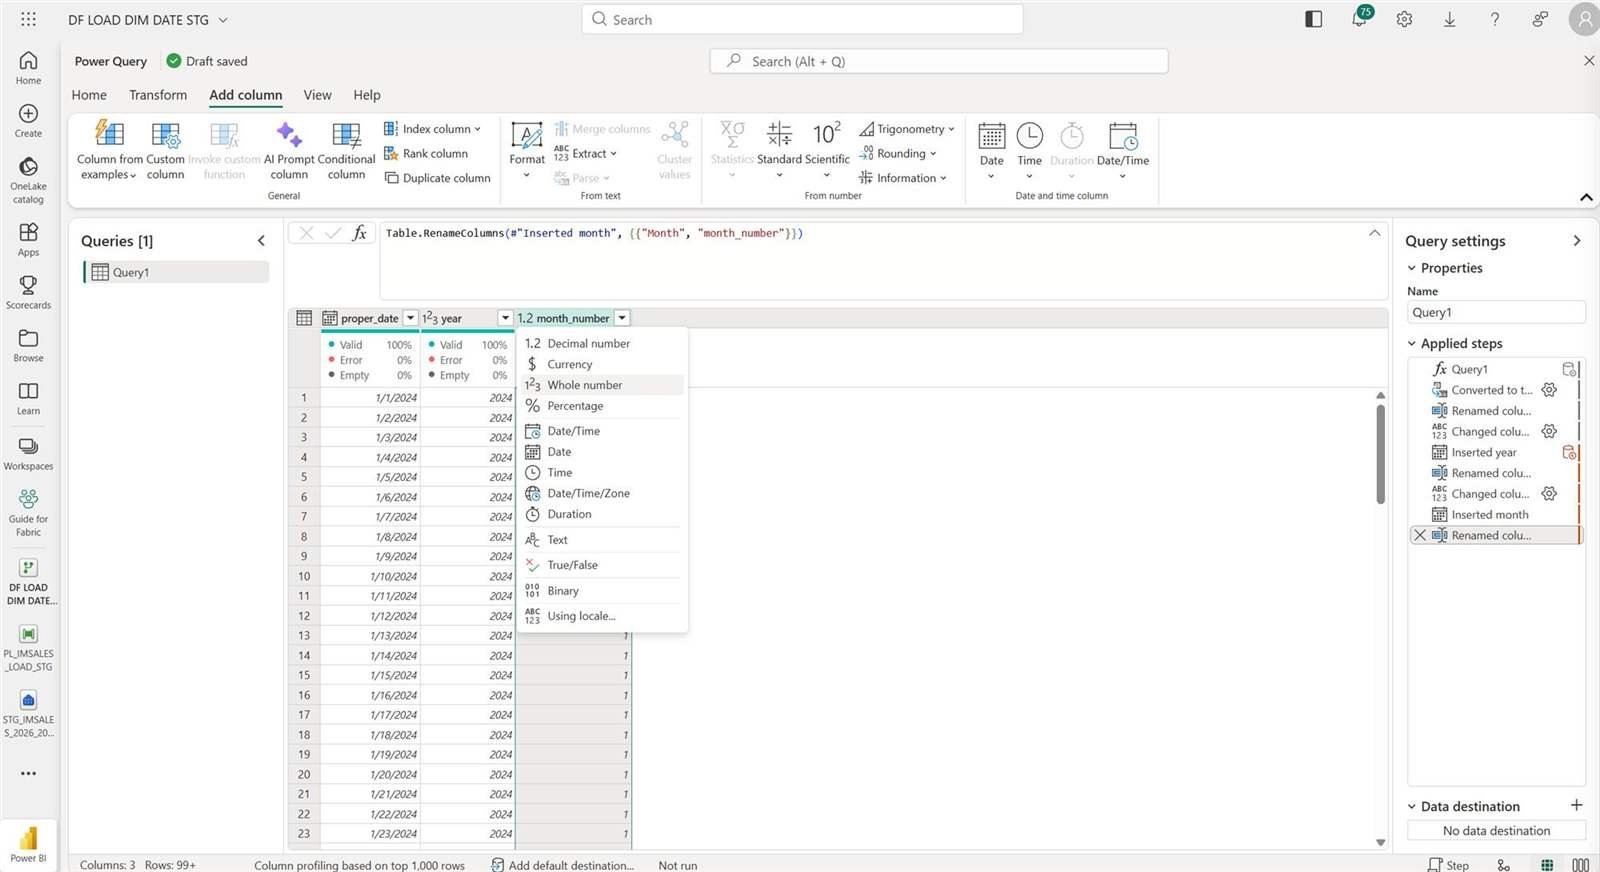 DF LOAD DIM DATE STG
Search
75
Power Query
Draft saved
Search (Alt + Q)
Home
Transform
Add column
View
Help
Column from examples
Custom column
Invoke custom function
AI Prompt column
Conditional column
Index column
Rank column
Duplicate column
General
Format
Merge columns
Extract
Parse
Cluster values
From text
Statistics
Standard
Scientific
Trigonometry
Rounding
Information
From number
Date
Time
Duration
Date/Time
Date and time column
Home
Create
OneLake catalog
Apps
Scorecards
Browse
Learn
Workspaces
Guide for Fabric
DF LOAD DIM DATE...
PL_IMSALES_LOAD_STG
STG_IMSALES_2026_20...
Power BI
Queries [1]
Query1
fx
Table.RenameColumns(#"Inserted month", {{"Month", "month_number"}})
proper_date
1²3 year
1.2 month_number
Valid 100%
Error 0%
Empty 0%
Valid 100%
Error 0%
Empty 0%
1.2 Decimal number
$ Currency
1²3 Whole number
% Percentage
Date/Time
Date
Time
Date/Time/Zone
Duration
Text
True/False
Binary
Using locale...
1 1/1/2024 2024
2 1/2/2024 2024
3 1/3/2024 2024
4 1/4/2024 2024
5 1/5/2024 2024
6 1/6/2024 2024
7 1/7/2024 2024
8 1/8/2024 2024
9 1/9/2024 2024
10 1/10/2024 2024
11 1/11/2024 2024
12 1/12/2024 2024
13 1/13/2024 2024 1
14 1/14/2024 2024 1
15 1/15/2024 2024 1
16 1/16/2024 2024 1
17 1/17/2024 2024 1
18 1/18/2024 2024 1
19 1/19/2024 2024 1
20 1/20/2024 2024 1
21 1/21/2024 2024 1
22 1/22/2024 2024 1
23 1/23/2024 2024 1
Query settings
Properties
Name
Query1
Applied steps
fx Query1
Converted to t...
Renamed colu...
Changed colu...
Inserted year
Renamed colu...
Changed colu...
Inserted month
Renamed colu...
Data destination
No data destination
Columns: 3 Rows: 99+
Column profiling based on top 1,000 rows
Add default destination...
Not run
Step